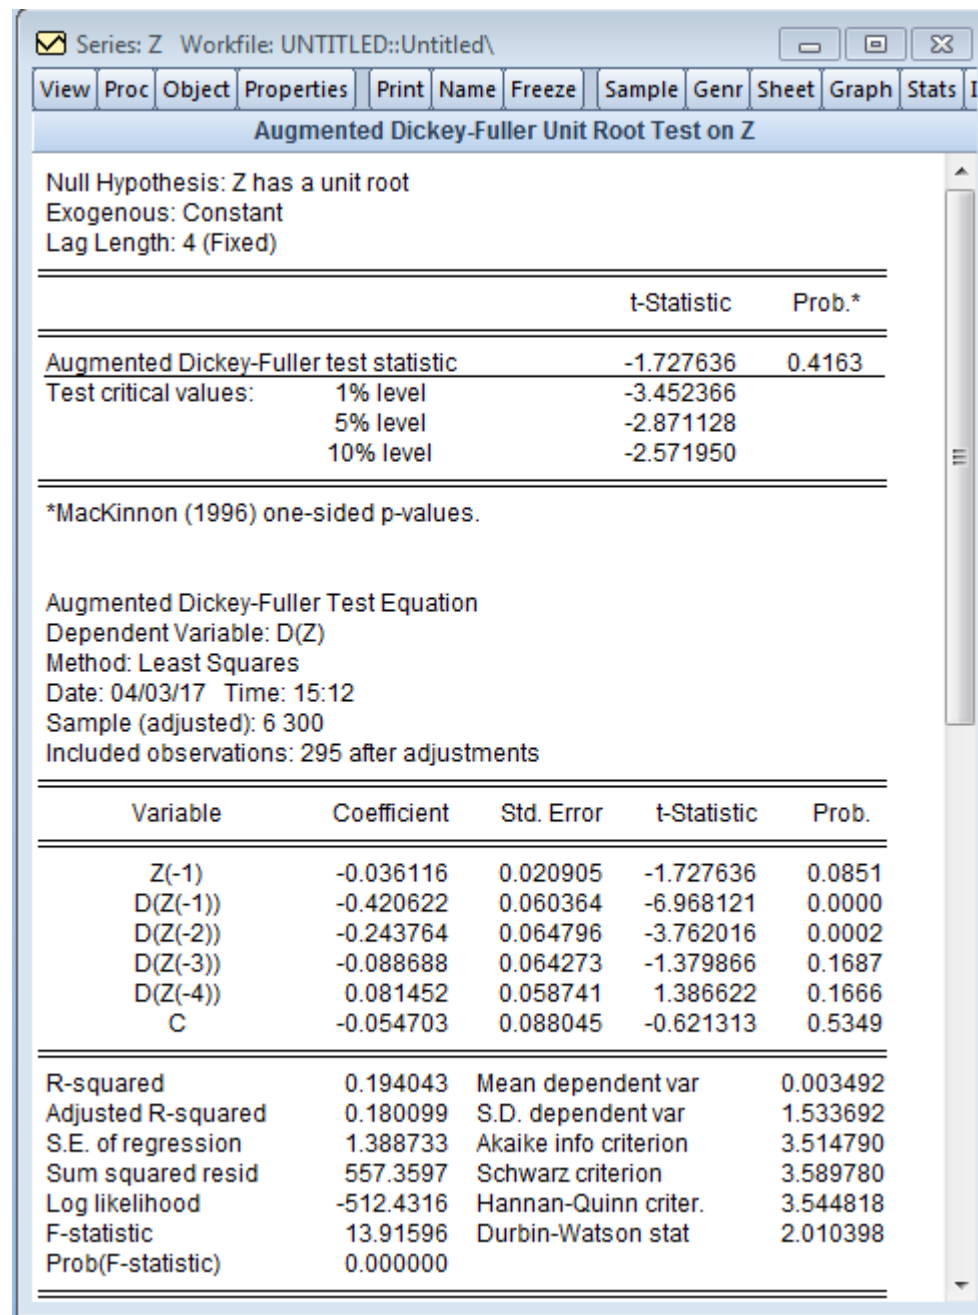 Series: Z Workfile: UNTITLED::Untitled\
View Proc Object Properties Print Name Freeze Sample Genr Sheet Graph Stats I
Augmented Dickey-Fuller Unit Root Test on Z
Null Hypothesis: Z has a unit root
Exogenous: Constant
Lag Length: 4 (Fixed)
t-Statistic Prob.*
Augmented Dickey-Fuller test statistic -1.727636 0.4163
Test critical values: 1% level -3.452366
5% level -2.871128
10% level -2.571950
*MacKinnon (1996) one-sided p-values.
Augmented Dickey-Fuller Test Equation
Dependent Variable: D(Z)
Method: Least Squares
Date: 04/03/17 Time: 15:12
Sample (adjusted): 6 300
Included observations: 295 after adjustments
Variable Coefficient Std. Error t-Statistic Prob.
Z(-1) -0.036116 0.020905 -1.727636 0.0851
D(Z(-1)) -0.420622 0.060364 -6.968121 0.0000
D(Z(-2)) -0.243764 0.064796 -3.762016 0.0002
D(Z(-3)) -0.088688 0.064273 -1.379866 0.1687
D(Z(-4)) 0.081452 0.058741 1.386622 0.1666
C -0.054703 0.088045 -0.621313 0.5349
R-squared 0.194043 Mean dependent var 0.003492
Adjusted R-squared 0.180099 S.D. dependent var 1.533692
S.E. of regression 1.388733 Akaike info criterion 3.514790
Sum squared resid 557.3597 Schwarz criterion 3.589780
Log likelihood -512.4316 Hannan-Quinn criter. 3.544818
F-statistic 13.91596 Durbin-Watson stat 2.010398
Prob(F-statistic) 0.000000